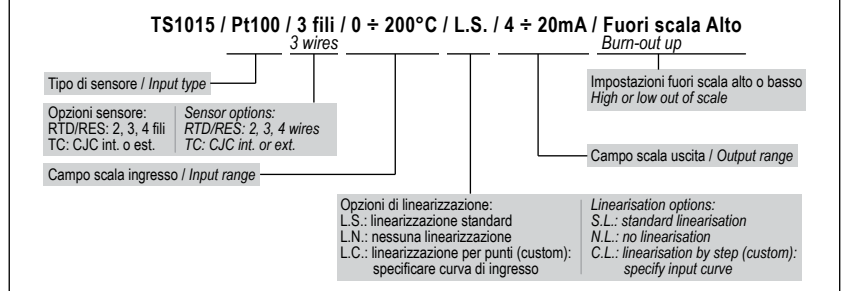 TS1015 / Pt100 / 3 fili / 0 ÷ 200°C / L.S. / 4 ÷ 20mA / Fuori scala Alto
3 wires
Burn-out up
Tipo di sensore / Input type
Impostazioni fuori scala alto o basso
High or low out of scale
Opzioni sensore:
RTD/RES: 2, 3, 4 fili
TC: CJC int. o est.
Sensor options:
RTD/RES: 2, 3, 4 wires
TC: CJC int. or ext.
Campo scala uscita / Output range
Campo scala ingresso / Input range
Opzioni di linearizzazione:
L.S.: linearizzazione standard
L.N.: nessuna linearizzazione
L.C.: linearizzazione per punti (custom):
specificare curva di ingresso
Linearisation options:
S.L.: standard linearisation
N.L.: no linearisation
C.L.: linearisation by step (custom):
specify input curve